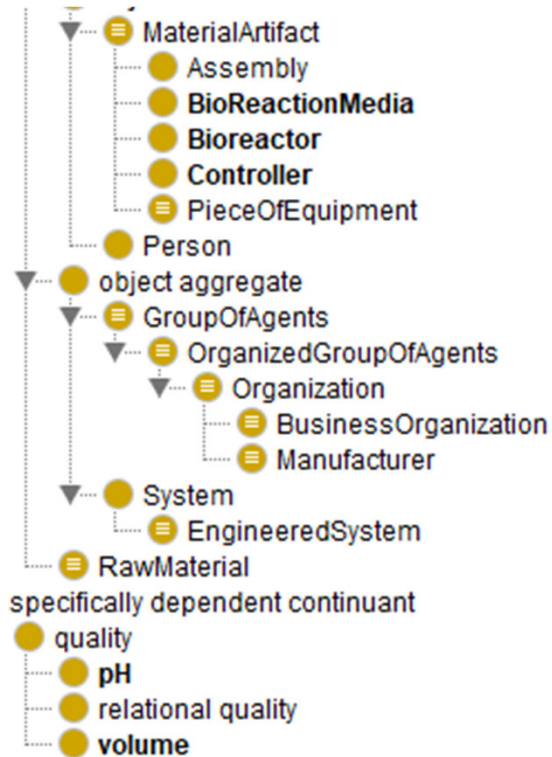 MaterialArtifact
Assembly
BioReactionMedia
Bioreactor
Controller
PieceOfEquipment
Person
object aggregate
GroupOfAgents
OrganizedGroupOfAgents
Organization
BusinessOrganization
Manufacturer
System
EngineeredSystem
RawMaterial
specifically dependent continuant
quality
pH
relational quality
volume